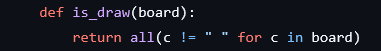 def is_draw(board):
    return all(c != " " for c in board)